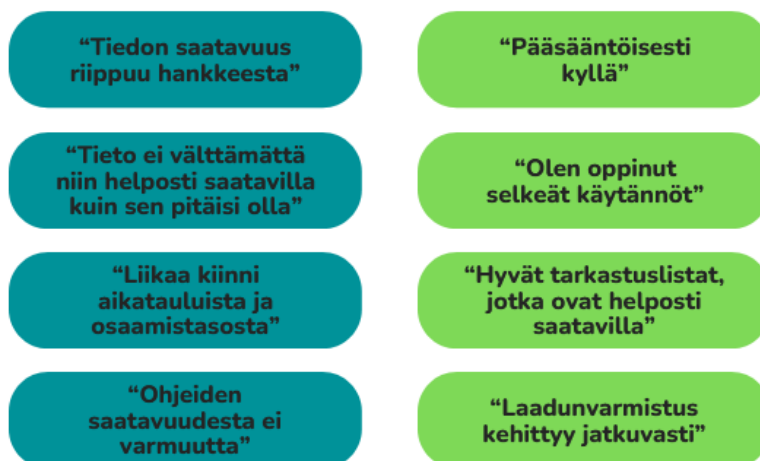 “Tiedon saatavuus
riippuu hankkeesta”
“Tieto ei välttämättä
niin helposti saatavilla
kuin sen pitäisi olla”
“Liikaa kiinni
aikatauluista ja
osaamistasosta”
“Ohjeiden
saatavuudesta ei
varmuutta”
“Pääsääntöisesti
kyllä”
“Olen oppinut
selkeät käytännöt”
“Hyvät tarkastuslistat,
jotka ovat helposti
saatavilla”
“Laadunvarmistus
kehittyy jatkuvasti”